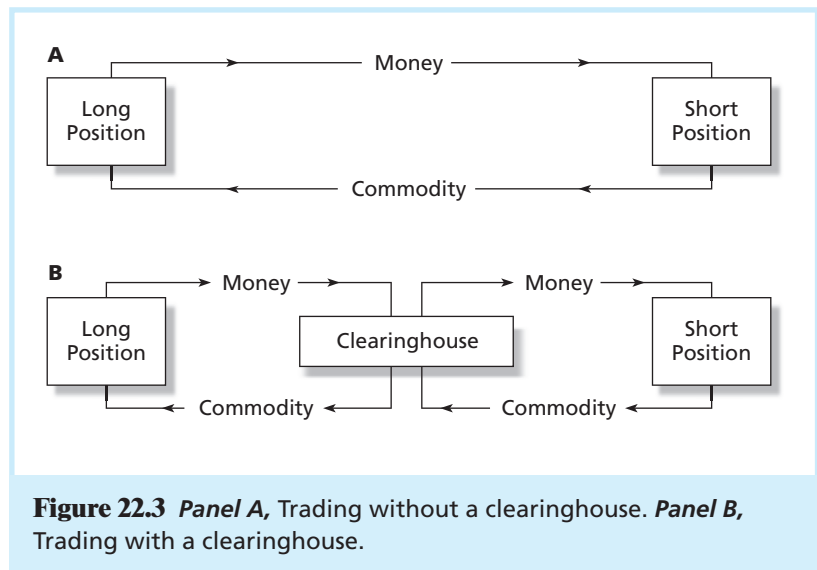 A
Money
Long
Position
Short
Position
Commodity
B
Money
Money
Long
Position
Clearinghouse
Short
Position
Commodity
Commodity
Figure 22.3 Panel A, Trading without a clearinghouse. Panel B,
Trading with a clearinghouse.